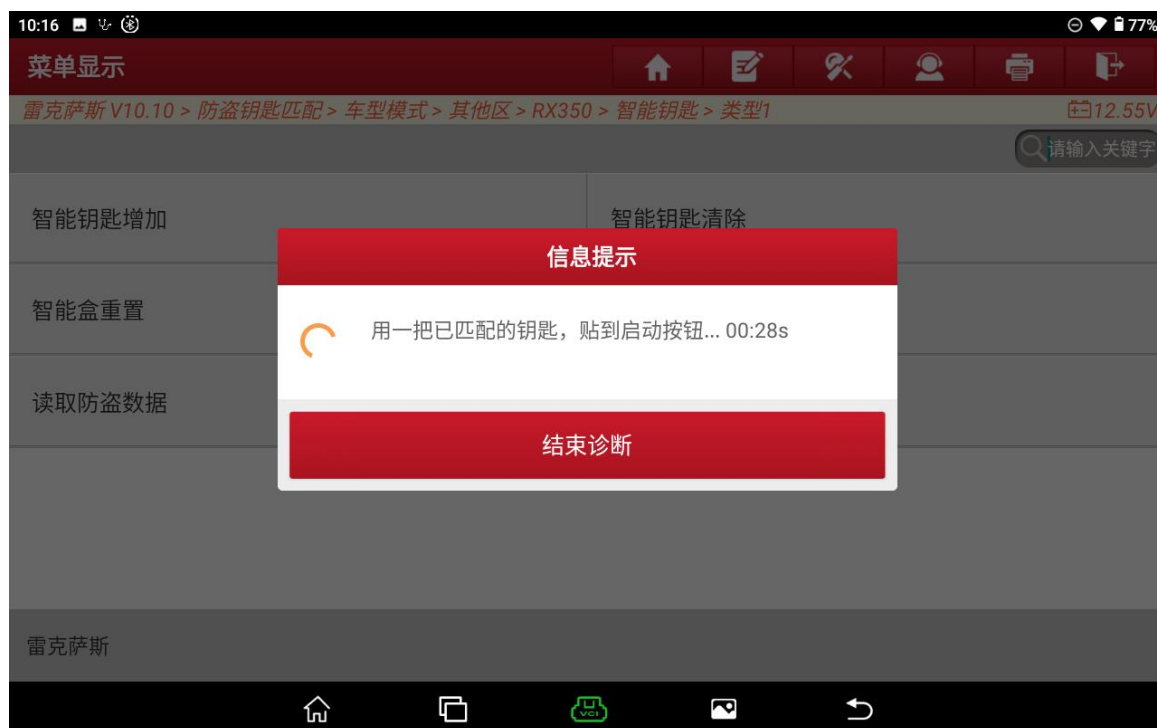 10:16 77%
菜单显示
雷克萨斯 V10.10 > 防盗钥匙匹配 > 车型模式 > 其他区 > RX350 > 智能钥匙 > 类型1 12.55V
请输入关键字
智能钥匙增加 智能钥匙清除
信息提示
智能盒重置
用一把已匹配的钥匙，贴到启动按钮... 00:28s
读取防盗数据
结束诊断
雷克萨斯
VCI